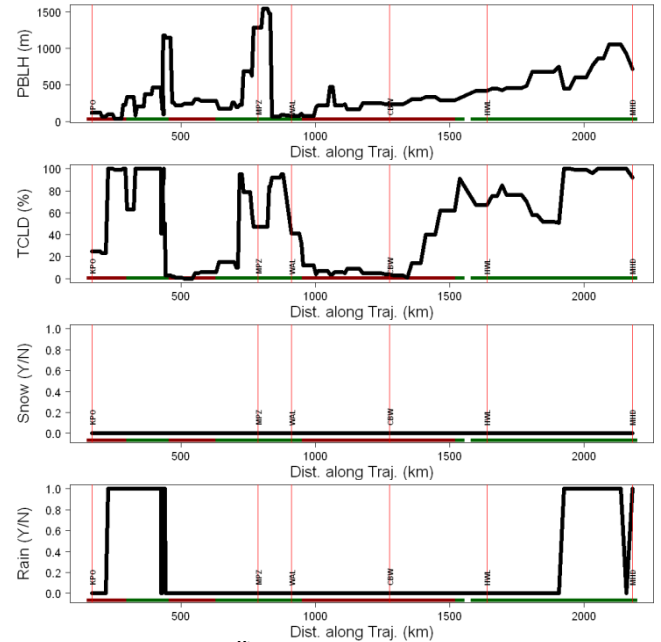 PBLH (m)
1500
1000
500
0
KPO
MPZ
WAL
CBW
HWL
MHD
500
1000
1500
2000
Dist. along Traj. (km)
TCLD (%)
100
80
60
40
20
0
KPO
MPZ
WAL
CBW
HWL
MHD
500
1000
1500
2000
Dist. along Traj. (km)
Snow (Y/N)
1.0
0.8
0.6
0.4
0.2
0.0
KPO
MPZ
WAL
CBW
HWL
MHD
500
1000
1500
2000
Dist. along Traj. (km)
Rain (Y/N)
1.0
0.8
0.6
0.4
0.2
0.0
KPO
MPZ
WAL
CBW
HWL
MHD
500
1000
1500
2000
Dist. along Traj. (km)